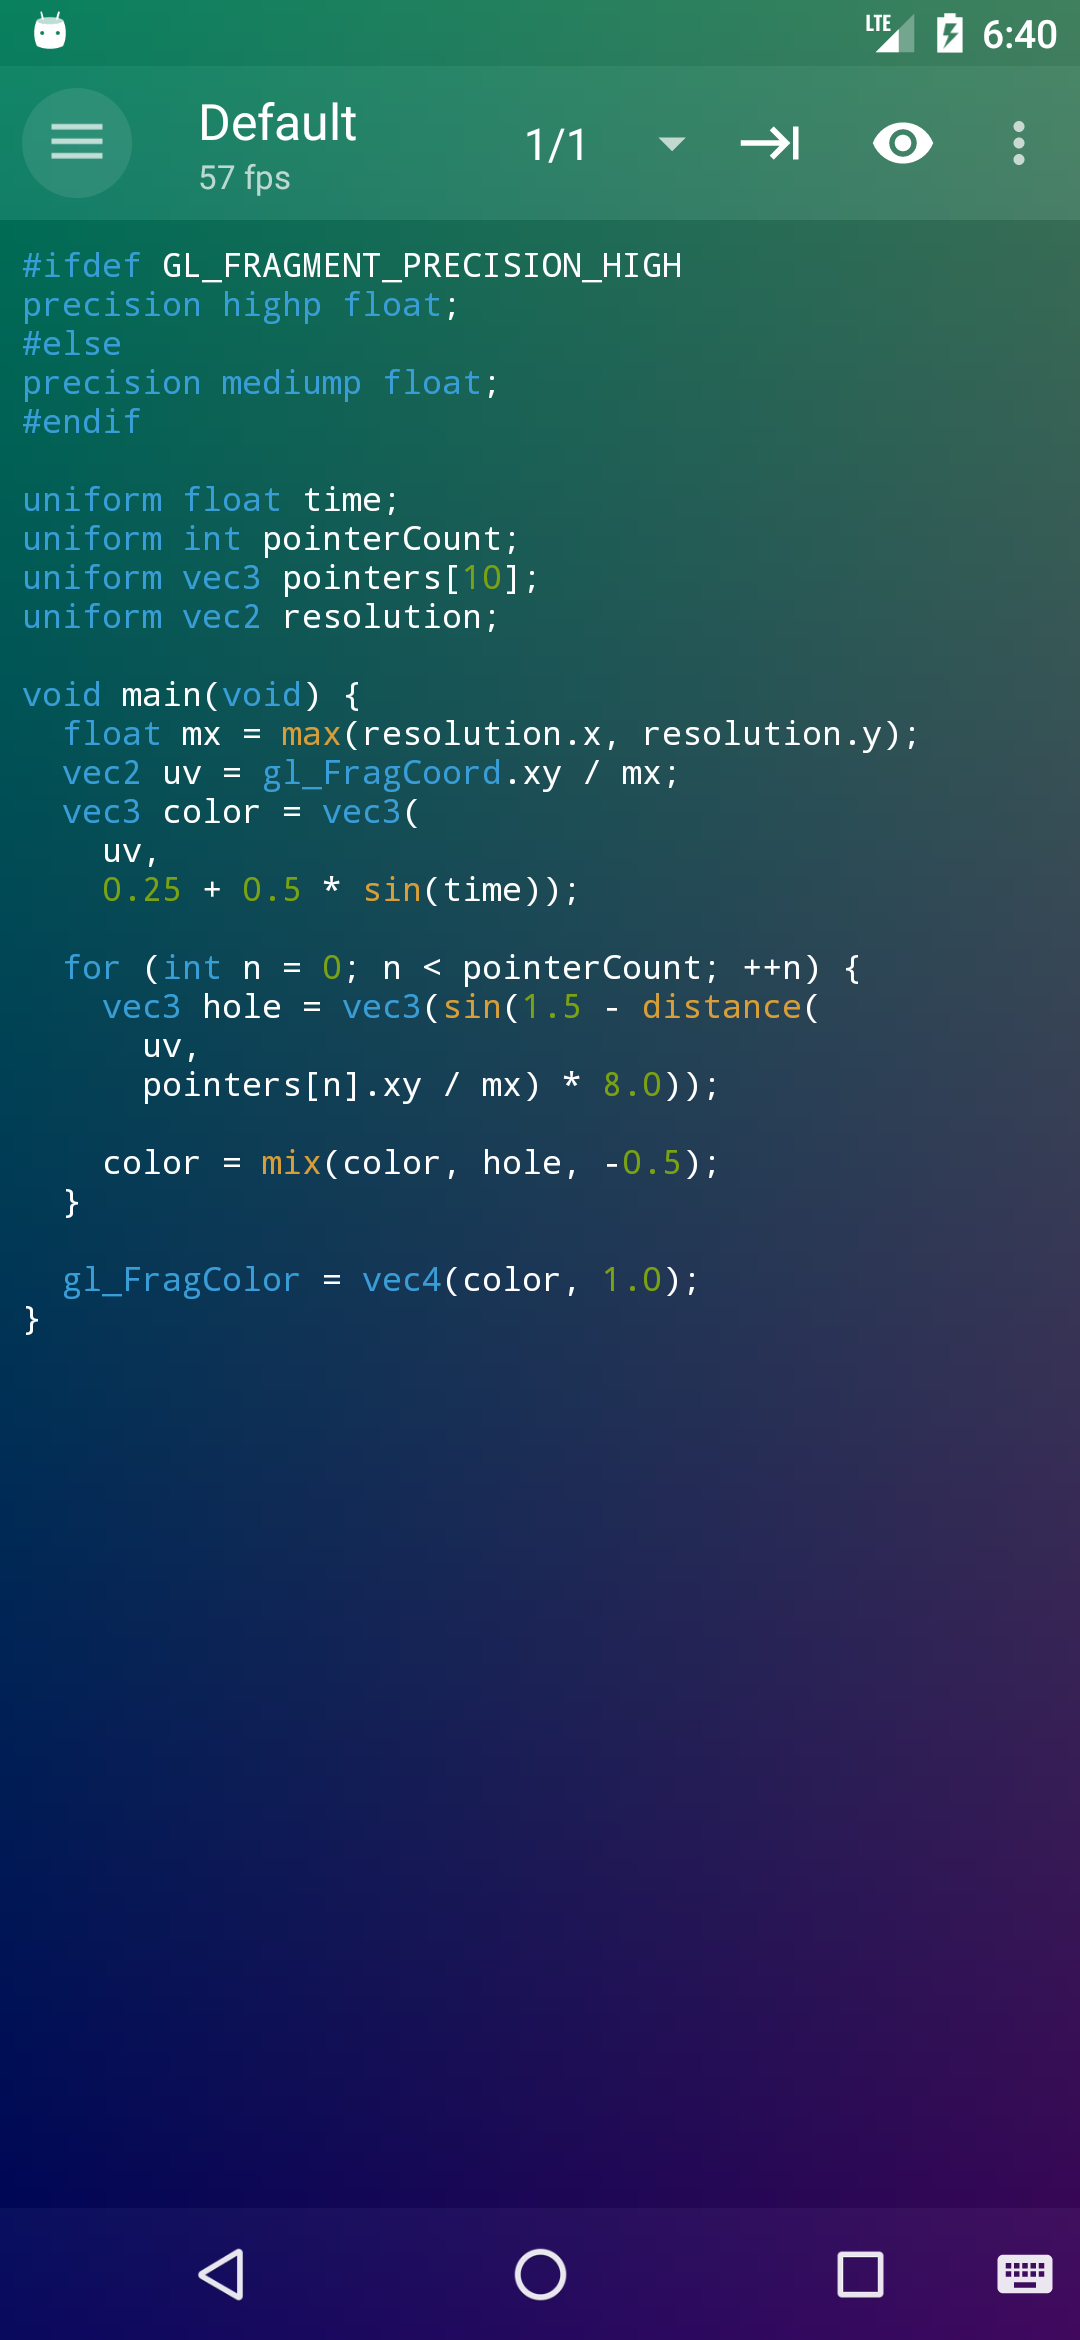 LTE 6:40
Default 1/1
57 fps
#ifdef GL_FRAGMENT_PRECISION_HIGH
precision highp float;
#else
precision mediump float;
#endif

uniform float time;
uniform int pointerCount;
uniform vec3 pointers[10];
uniform vec2 resolution;

void main(void) {
  float mx = max(resolution.x, resolution.y);
  vec2 uv = gl_FragCoord.xy / mx;
  vec3 color = vec3(
    uv,
    0.25 + 0.5 * sin(time));

  for (int n = 0; n < pointerCount; ++n) {
    vec3 hole = vec3(sin(1.5 - distance(
      uv,
      pointers[n].xy / mx) * 8.0));

    color = mix(color, hole, -0.5);
  }

  gl_FragColor = vec4(color, 1.0);
}